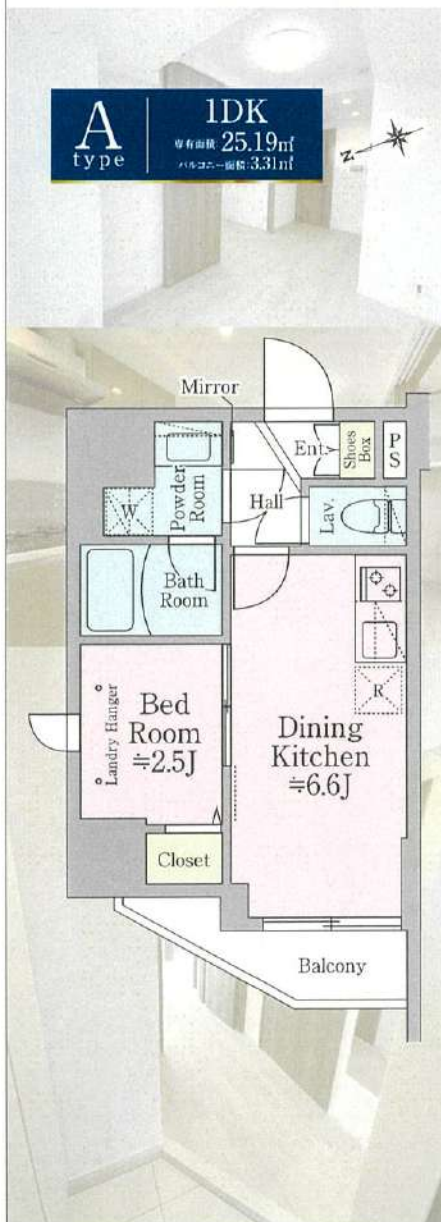 A
type
1DK
専有面積:25.19㎡
バルコニー面積:3.31㎡
N
Mirror
Ent.
Shoes
Box
PS
Powder
Room
W
Hall
Lav.
Bath
Room
Landry Hanger
Bed
Room
≒2.5J
R
Dining
Kitchen
≒6.6J
Closet
Balcony